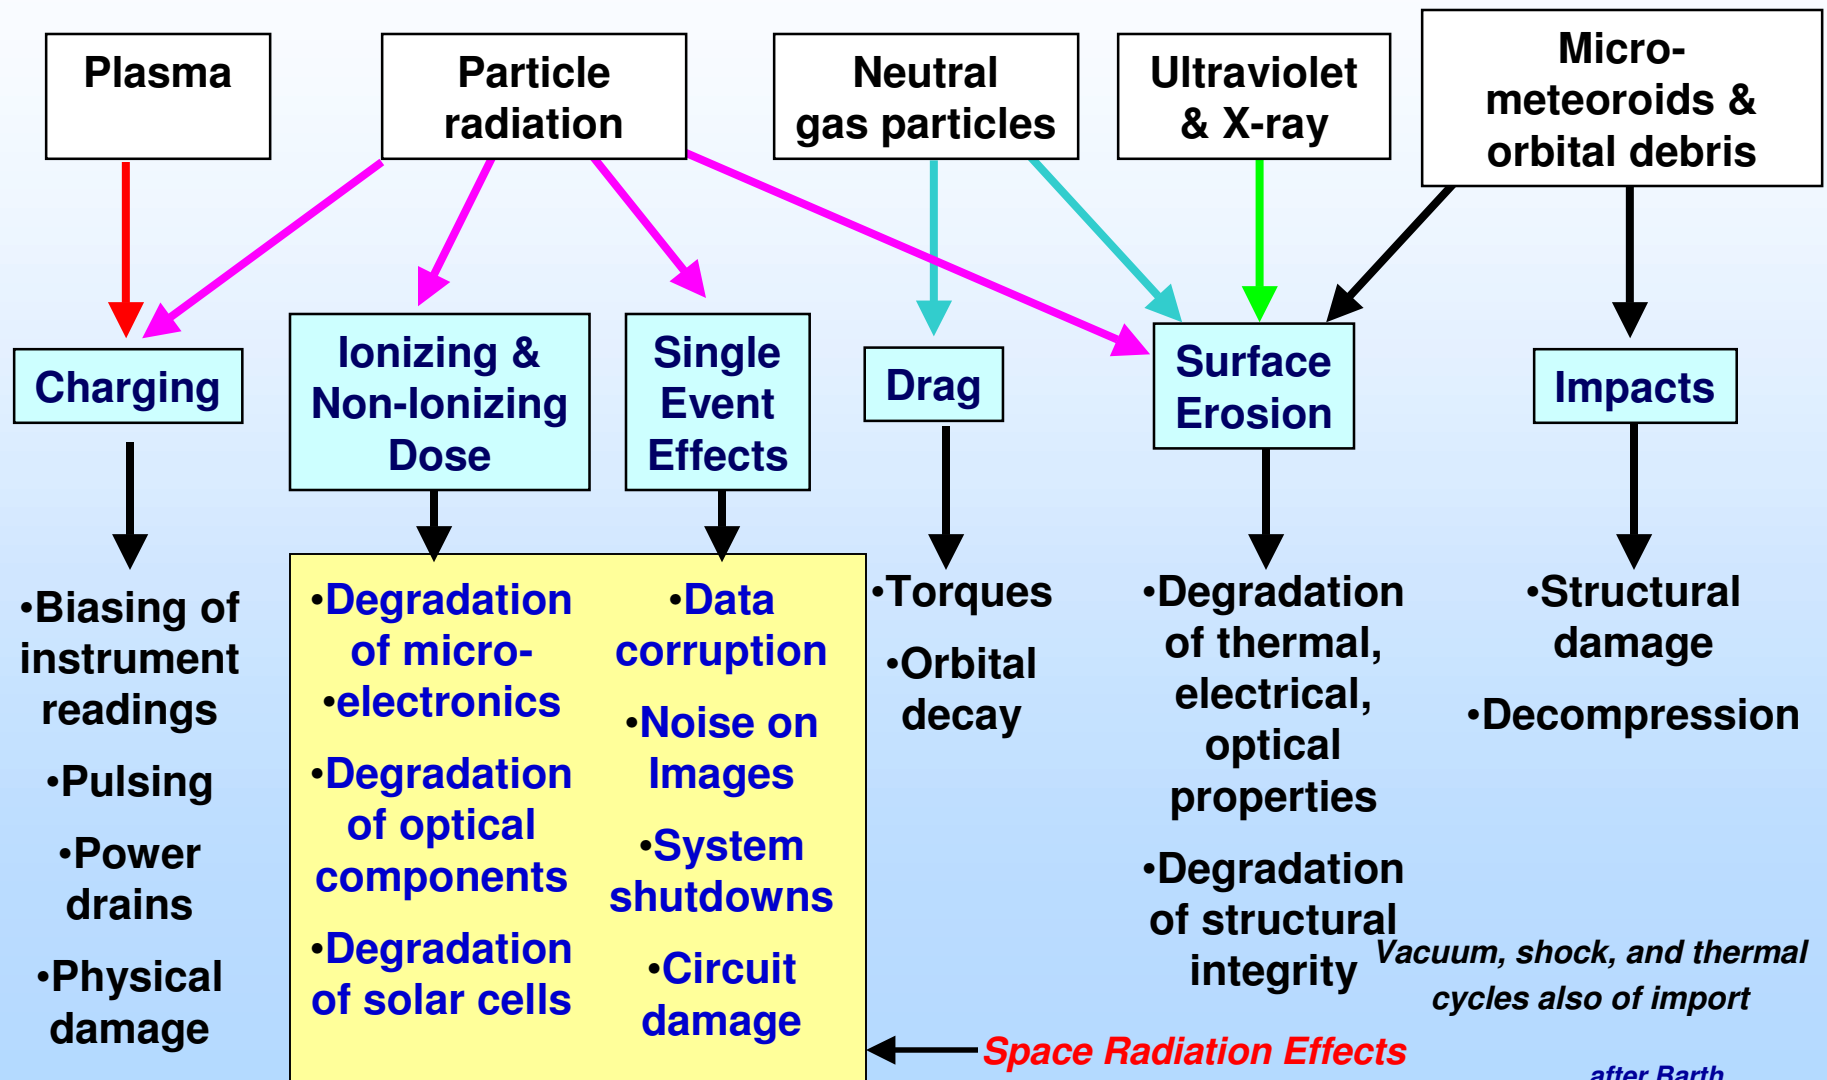 Plasma
Particle
radiation
Neutral
gas particles
Ultraviolet
& X-ray
Micro-
meteoroids &
orbital debris
Charging
Ionizing &
Non-Ionizing
Dose
Single
Event
Effects
Drag
Surface
Erosion
Impacts
•Biasing of
instrument
readings
•Pulsing
•Power
drains
•Physical
damage
•Degradation
of micro-
•electronics
•Degradation
of optical
components
•Degradation
of solar cells
•Data
corruption
•Noise on
Images
•System
shutdowns
•Circuit
damage
•Torques
•Orbital
decay
•Degradation
of thermal,
electrical,
optical
properties
•Degradation
of structural
integrity
•Structural
damage
•Decompression
Vacuum, shock, and thermal
cycles also of import
Space Radiation Effects
after Barth